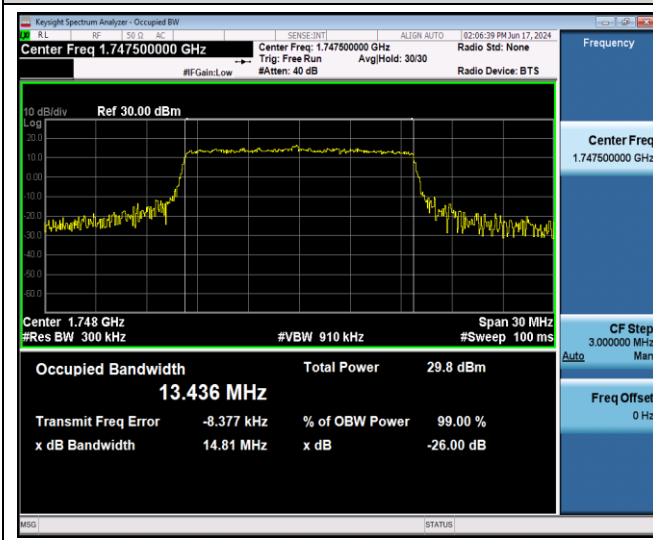 Keysight Spectrum Analyzer - Occupied BW
RL RF 50 Ω AC SENSE:INT ALIGN AUTO 02:06:39 PM Jun 17, 2024
Center Freq 1.747500000 GHz
Center Freq: 1.747500000 GHz Radio Std: None
Trig: Free Run Avg|Hold: 30/30
#IFGain:Low #Atten: 40 dB Radio Device: BTS
Frequency
10 dB/div Ref 30.00 dBm
Log
20.0
10.0
0.00
-10.0
-20.0
-30.0
-40.0
-50.0
-60.0
Center 1.748 GHz Span 30 MHz
#Res BW 300 kHz #VBW 910 kHz #Sweep 100 ms
Occupied Bandwidth Total Power 29.8 dBm
13.436 MHz
Transmit Freq Error -8.377 kHz % of OBW Power 99.00 %
x dB Bandwidth 14.81 MHz x dB -26.00 dB
Center Freq
1.747500000 GHz
CF Step
3.000000 MHz
Auto Man
Freq Offset
0 Hz
MSG STATUS